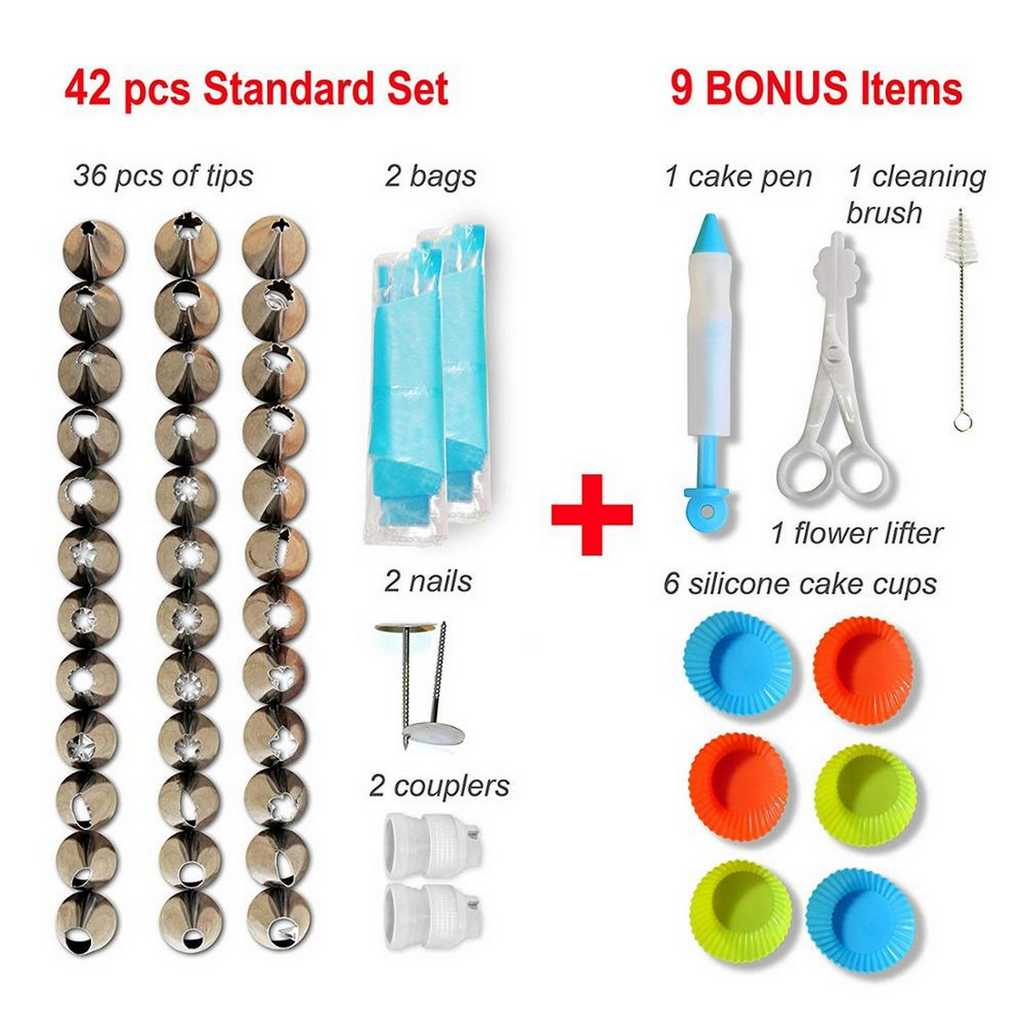 42 pcs Standard Set
9 BONUS Items
36 pcs of tips
2 bags
1 cake pen
1 cleaning
brush
1 flower lifter
2 nails
6 silicone cake cups
2 couplers